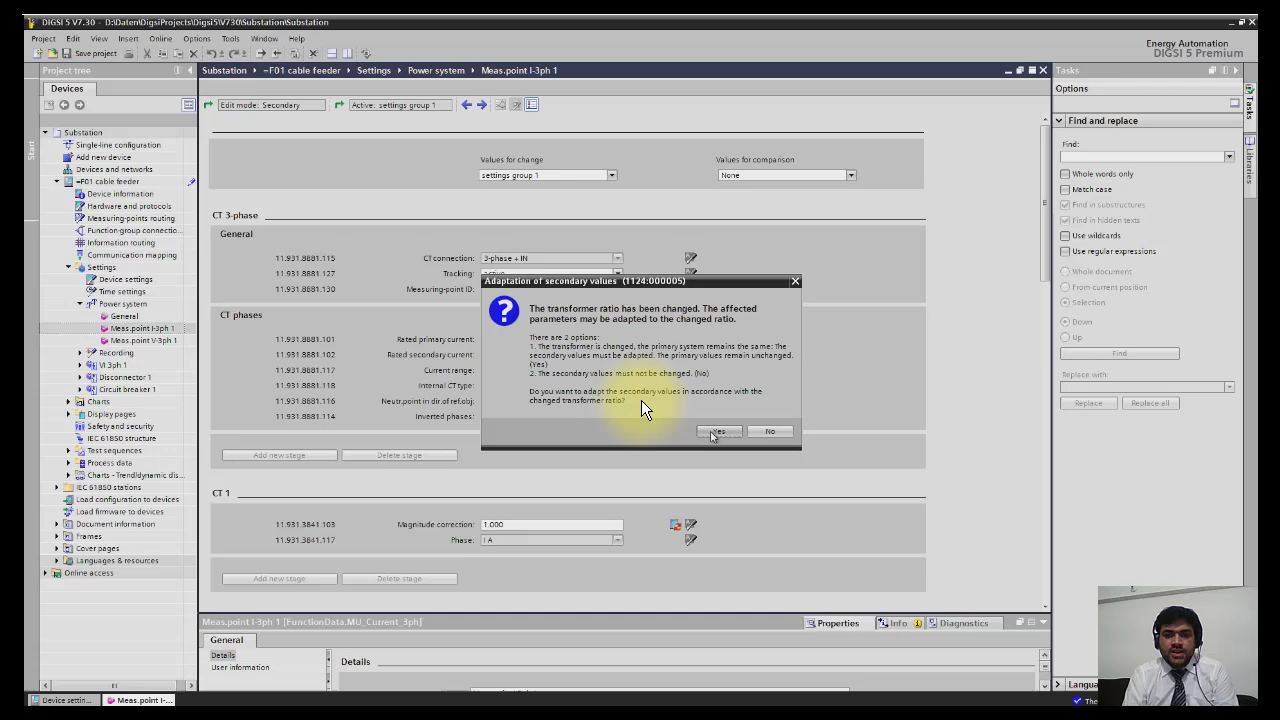 DIGSI 5 V7.30 - D:\Daten\DigsiProjects\Digsi5\V730\Substation\Substation
Project Edit View Insert Online Options Tools Window Help
Energy Automation
DIGSI 5 Premium
Save project
Project tree
Devices
Start
Substation
Single-line configuration
Add new device
Devices and networks
=F01 cable feeder
Device information
Hardware and protocols
Measuring-points routing
Function-group connectio...
Information routing
Communication mapping
Settings
Device settings
Time settings
Power system
General
Meas.point I-3ph 1
Meas.point V-3ph 1
Recording
VI 3ph 1
Disconnector 1
Circuit breaker 1
Charts
Display pages
Safety and security
IEC 61850 structure
Test sequences
Process data
Charts - Trend/dynamic dis...
IEC 61850 stations
Load configuration to devices
Load firmware to devices
Document information
Frames
Cover pages
Languages & resources
Online access
Substation =F01 cable feeder Settings Power system Meas.point I-3ph 1
Edit mode: Secondary Active: settings group 1
Values for change Values for comparison
settings group 1 None
CT 3-phase
General
11.931.8881.115 CT connection: 3-phase + IN
11.931.8881.127 Tracking: active
11.931.8881.130 Measuring-point ID:
CT phases
11.931.8881.101 Rated primary current:
11.931.8881.102 Rated secondary current:
11.931.8881.117 Current range:
11.931.8881.118 Internal CT type:
11.931.8881.116 Neutr.point in dir.of ref.obj:
11.931.8881.114 Inverted phases:
Add new stage Delete stage
CT 1
11.931.3841.103 Magnitude correction: 1.000
11.931.3841.117 Phase: I A
Add new stage Delete stage
Adaptation of secondary values (1124:000005)
The transformer ratio has been changed. The affected
parameters may be adapted to the changed ratio.
There are 2 options:
1. The transformer is changed, the primary system remains the same: The
secondary values must be adapted. The primary values remain unchanged.
(Yes)
2. The secondary values must not be changed. (No)
Do you want to adapt the secondary values in accordance with the
changed transformer ratio?
Yes No
Meas.point I-3ph 1 [FunctionData.MU_Current_3ph]
Properties Info Diagnostics
General
Details
User information
Details
Tasks
Options
Find and replace
Find:
Whole words only
Match case
Find in substructures
Find in hidden texts
Use wildcards
Use regular expressions
Whole document
From current position
Selection
Down
Up
Find
Replace with:
Replace Replace all
Tasks
Libraries
Langu
Device settin... Meas.point I-...
The